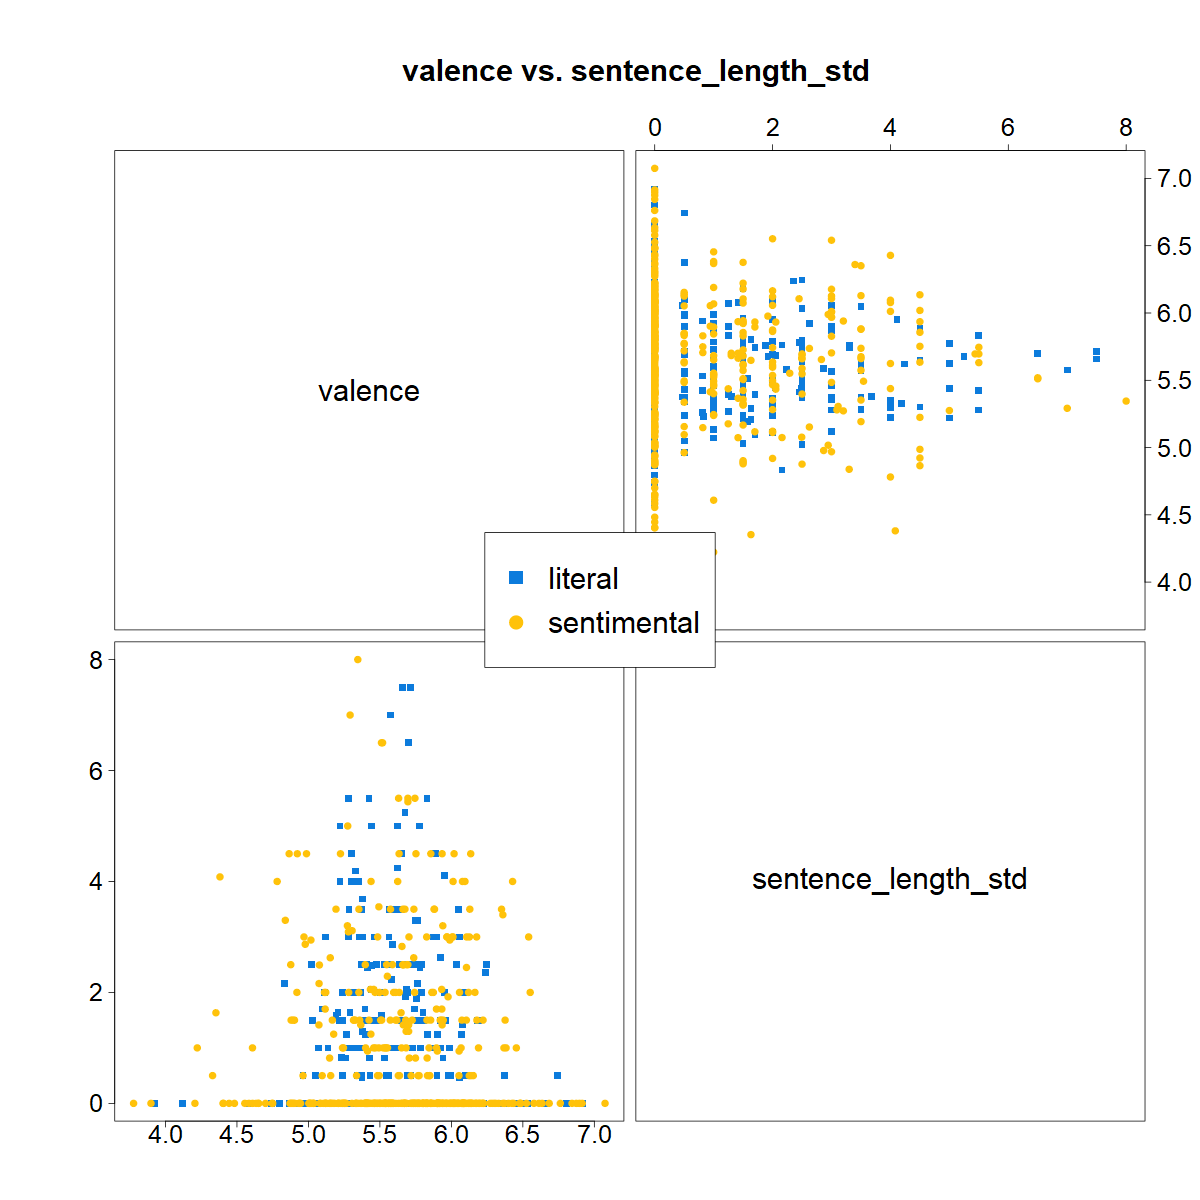 valence vs. sentence_length_std
0 2 4 6 8
7.0
6.5
6.0
valence
5.5
5.0
4.5
literal
4.0
sentimental
8
6
sentence_length_std
4
2
0
4.0 4.5 5.0 5.5 6.0 6.5 7.0